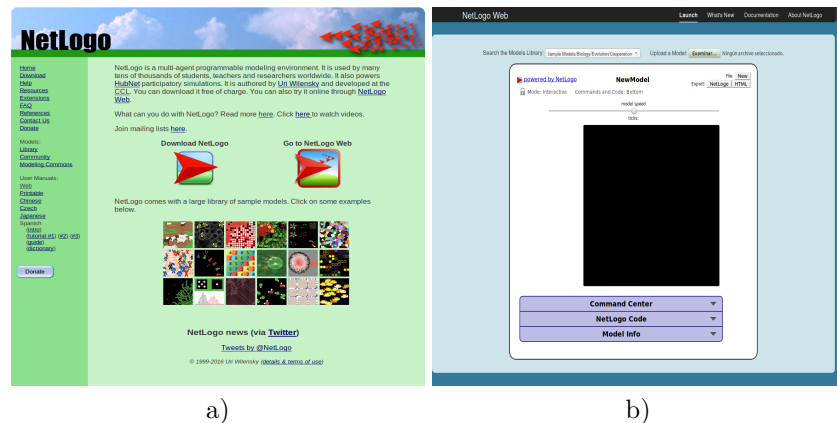 NetLogo
Home
Download
Help
Resources
Extensions
FAQ
References
Contact Us
Donate
Models:
Library
Community
Modeling Commons
User Manuals:
Web
Printable
Chinese
Czech
Japanese
Spanish
(intro)
(tutorial #1) (#2) (#3)
(guide)
(dictionary)
Donate
NetLogo is a multi-agent programmable modeling environment. It is used by many
tens of thousands of students, teachers and researchers worldwide. It also powers
HubNet participatory simulations. It is authored by Uri Wilensky and developed at the
CCL. You can download it free of charge. You can also try it online through NetLogo
Web.
What can you do with NetLogo? Read more here. Click here to watch videos.
Join mailing lists here.
Download NetLogo Go to NetLogo Web
NetLogo comes with a large library of sample models. Click on some examples
below.
NetLogo news (via Twitter)
Tweets by @NetLogo
© 1999-2016 Uri Wilensky (details & terms of use)
a)
NetLogo Web Launch What's New Documentation About NetLogo
Search the Models Library: Sample Models/Biology/Evolution/Cooperation Upload a Model: Examinar... Ningún archivo seleccionado.
powered by NetLogo NewModel File: New
Export: NetLogo HTML
Mode: Interactive Commands and Code: Bottom
model speed
ticks:
Command Center
NetLogo Code
Model Info
b)